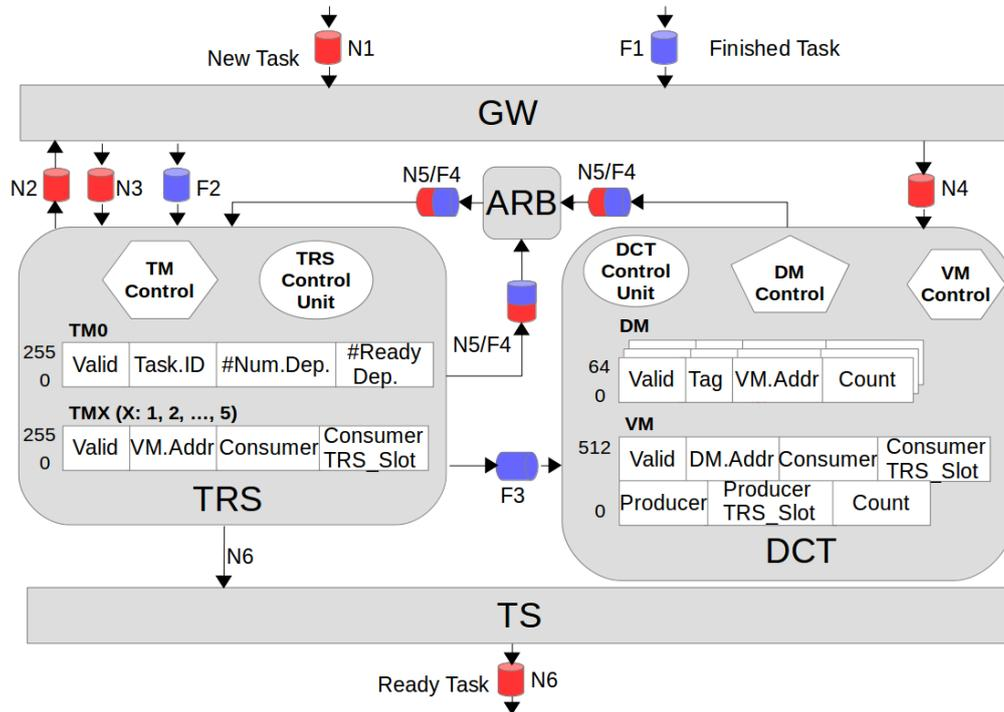 New Task
N1
F1
Finished Task
GW
N2
N3
F2
N5/F4
ARB
N5/F4
N4
TM
Control
TRS
Control
Unit
DCT
Control
Unit
DM
Control
VM
Control
TM0
255
0
Valid
Task.ID
#Num.Dep.
#Ready
Dep.
N5/F4
DM
64
0
Valid
Tag
VM.Addr
Count
TMX (X: 1, 2, ..., 5)
255
0
Valid
VM.Addr
Consumer
Consumer
TRS_Slot
TRS
F3
VM
512
0
Valid
DM.Addr
Consumer
Consumer
TRS_Slot
Producer
Producer
TRS_Slot
Count
DCT
N6
TS
Ready Task
N6